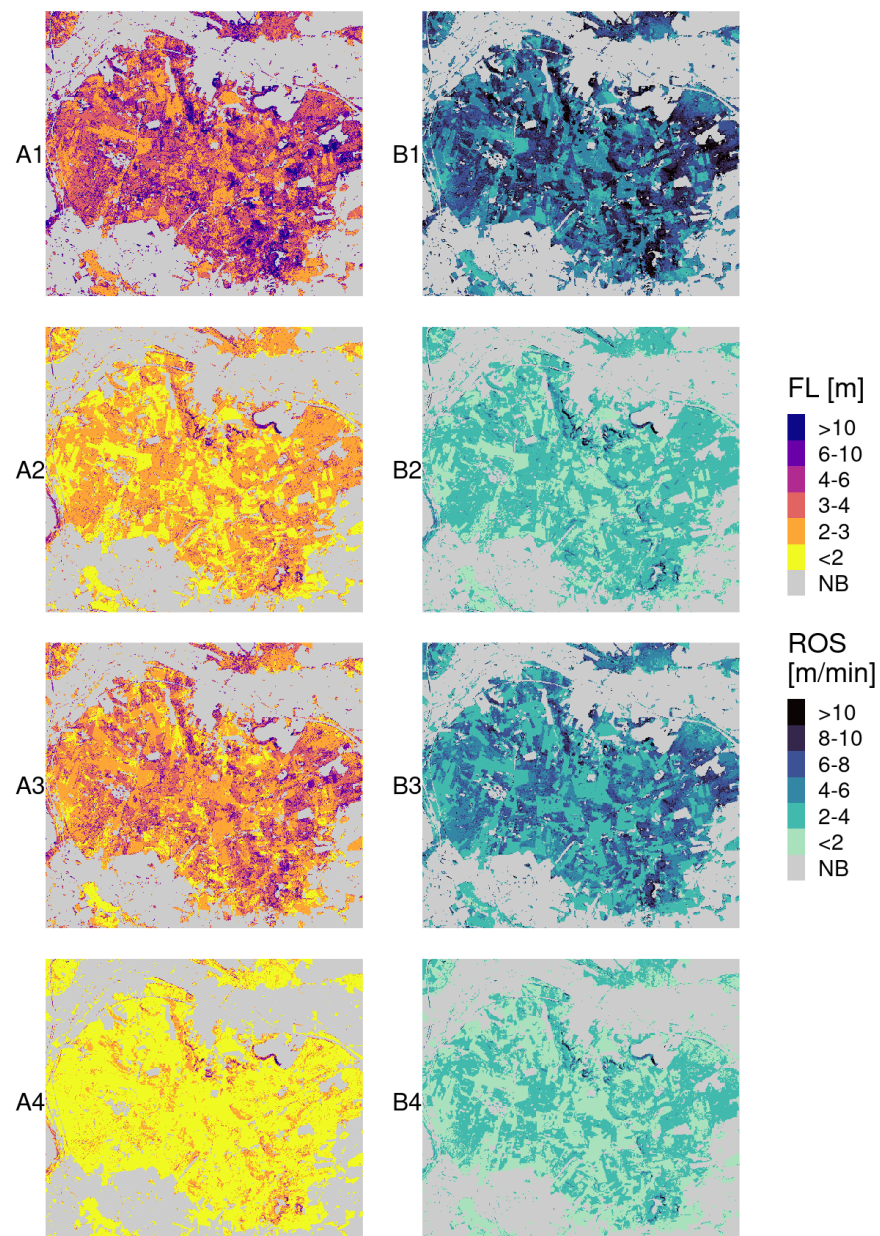 A1
B1
A2
B2
A3
B3
A4
B4
FL [m]
>10
6-10
4-6
3-4
2-3
<2
NB
ROS
[m/min]
>10
8-10
6-8
4-6
2-4
<2
NB